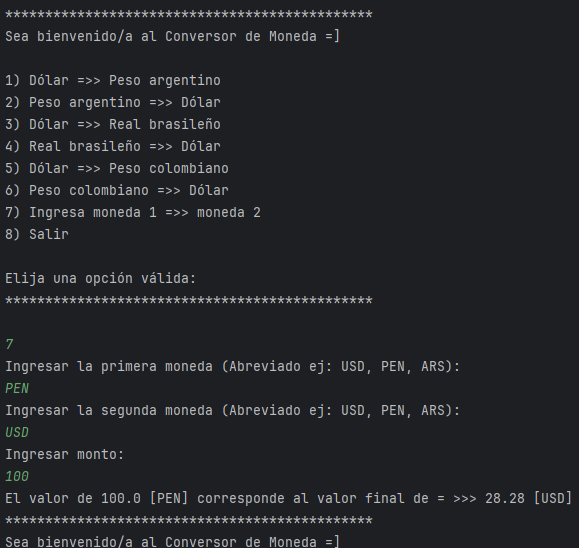 **********************************************
Sea bienvenido/a al Conversor de Moneda =]
1) Dólar =>> Peso argentino
2) Peso argentino =>> Dólar
3) Dólar =>> Real brasileño
4) Real brasileño =>> Dólar
5) Dólar =>> Peso colombiano
6) Peso colombiano =>> Dólar
7) Ingresa moneda 1 =>> moneda 2
8) Salir
Elija una opción válida:
**********************************************
7
Ingresar la primera moneda (Abreviado ej: USD, PEN, ARS):
PEN
Ingresar la segunda moneda (Abreviado ej: USD, PEN, ARS):
USD
Ingresar monto:
100
El valor de 100.0 [PEN] corresponde al valor final de = >>> 28.28 [USD]
**********************************************
Sea bienvenido/a al Conversor de Moneda =]